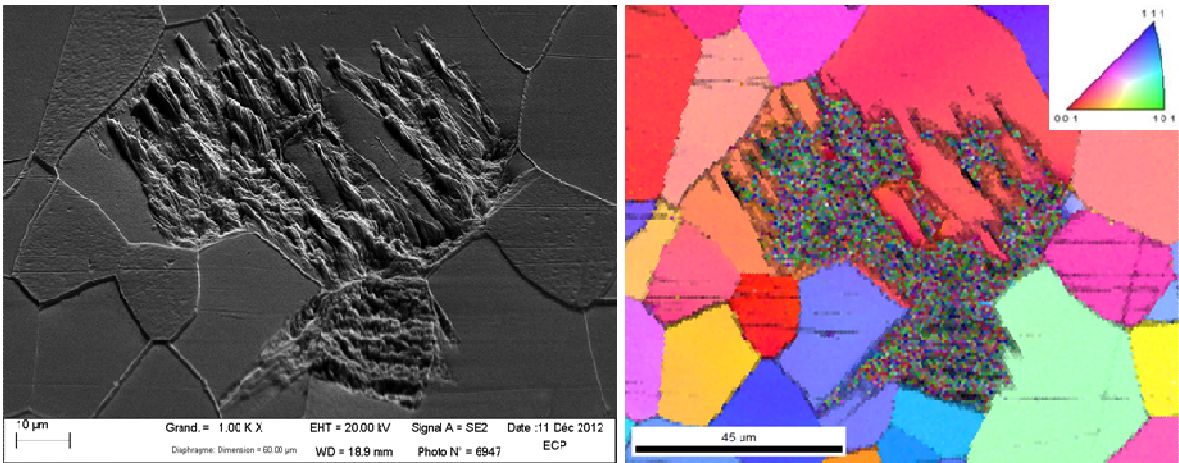 10 µm
Grand. = 1.00 K X
EHT = 20.00 kV
Signal A = SE2
Date :11 Déc 2012
Diaphragme: Dimension = 60.00 µm
WD = 18.9 mm
Photo N° = 6947
ECP
1 1 1
0 0 1
1 0 1
45 um